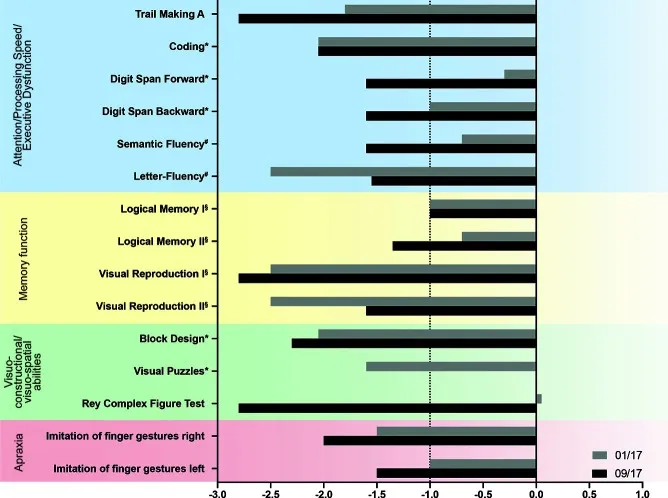 Attention/Processing Speed/
Executive Dysfunction
Trail Making A
Coding*
Digit Span Forward*
Digit Span Backward*
Semantic Fluency#
Letter-Fluency#
Memory function
Logical Memory I§
Logical Memory II§
Visual Reproduction I§
Visual Reproduction II§
Visuo-
constructional/
visuo-spatial
abilities
Block Design*
Visual Puzzles*
Rey Complex Figure Test
Apraxia
Imitation of finger gestures right
Imitation of finger gestures left
01/17
09/17
-3.0 -2.5 -2.0 -1.5 -1.0 -0.5 0.0 0.5 1.0